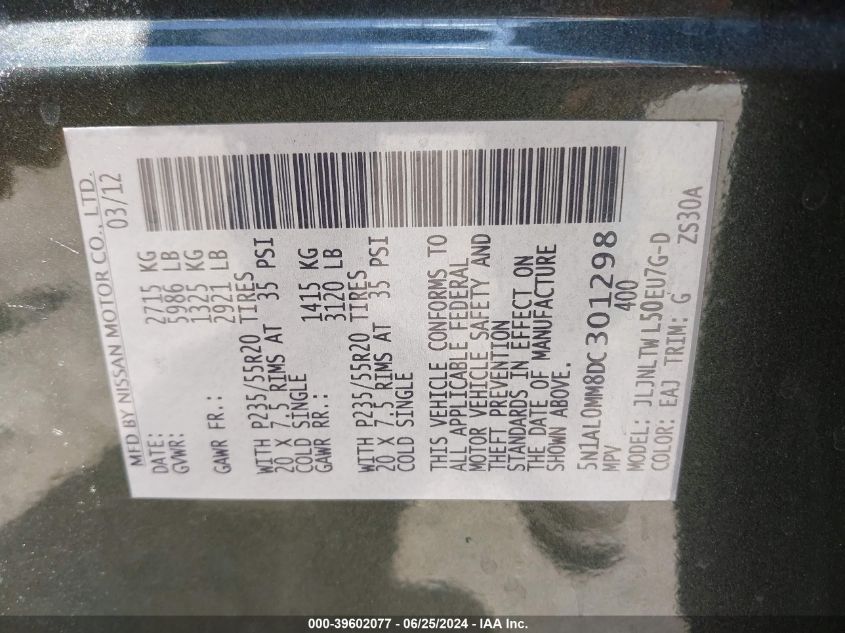 MFD BY NISSAN MOTOR CO., LTD.
DATE: 03/12
GVWR: 2715 KG
5986 LB
GAWR FR.: 1325 KG
2921 LB
WITH P235/55R20 TIRES
20 X 7.5 RIMS AT 35 PSI
COLD SINGLE
GAWR RR.: 1415 KG
3120 LB
WITH P235/55R20 TIRES
20 X 7.5 RIMS AT 35 PSI
COLD SINGLE
THIS VEHICLE CONFORMS TO
ALL APPLICABLE FEDERAL
MOTOR VEHICLE SAFETY AND
THEFT PREVENTION
STANDARDS IN EFFECT ON
THE DATE OF MANUFACTURE
SHOWN ABOVE.
5N1AL0MM8DC301298
MPV 400
MODEL: JLJNLTWL50EU7G-D
COLOR: EAJ TRIM: G ZS30A
000-39602077 - 06/25/2024 - IAA Inc.